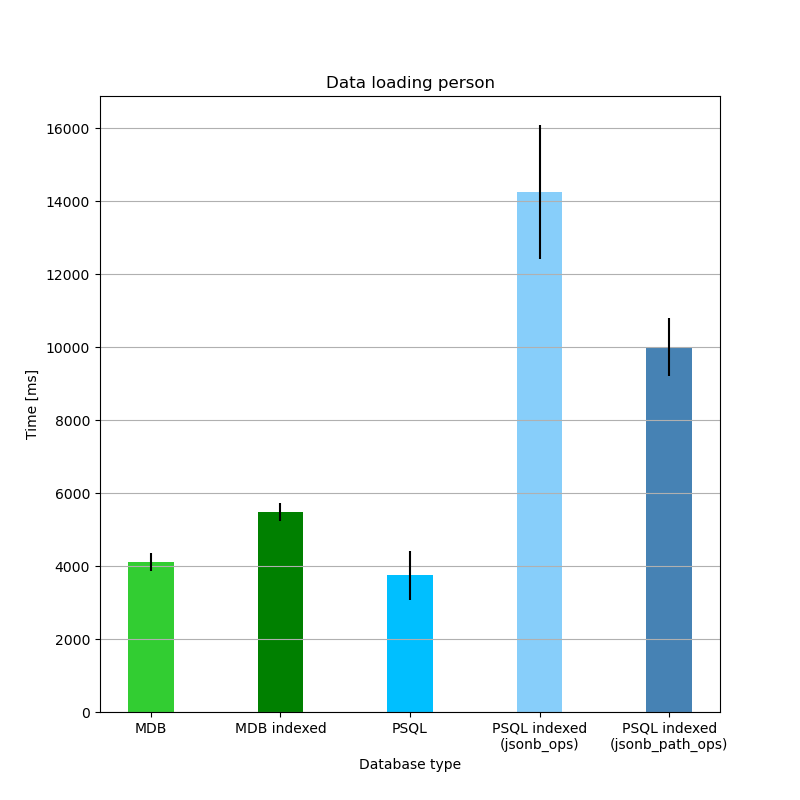 Data loading person
Time [ms]
16000
14000
12000
10000
8000
6000
4000
2000
0
MDB
MDB indexed
PSQL
PSQL indexed
(jsonb_ops)
PSQL indexed
(jsonb_path_ops)
Database type